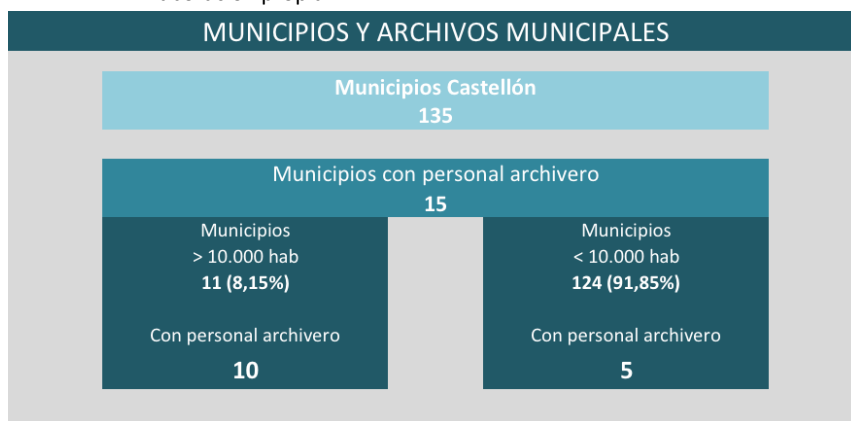 MUNICIPIOS Y ARCHIVOS MUNICIPALES
Municipios Castellón
135
Municipios con personal archivero
15
Municipios
> 10.000 hab
11 (8,15%)
Con personal archivero
10
Municipios
< 10.000 hab
124 (91,85%)
Con personal archivero
5